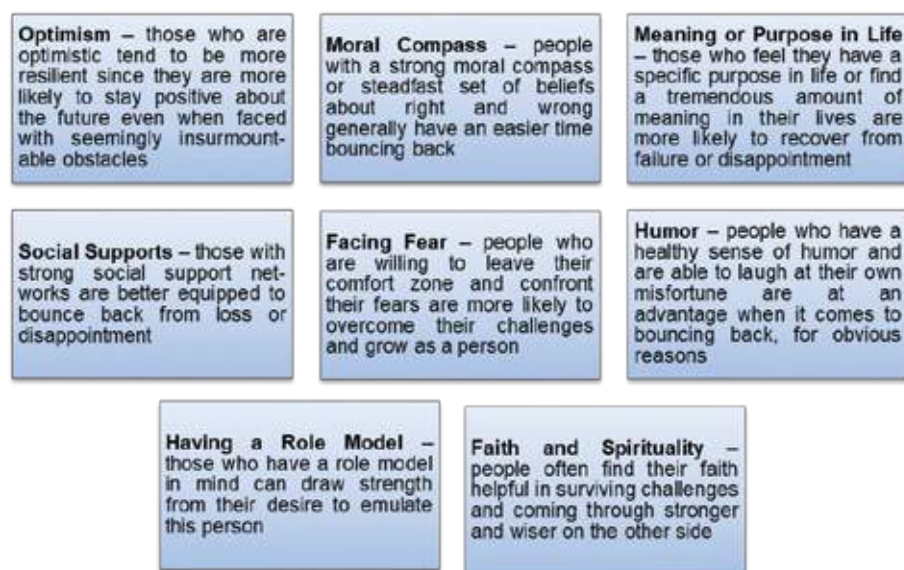 Optimism – those who are
optimistic tend to be more
resilient since they are more
likely to stay positive about
the future even when faced
with seemingly insurmount-
able obstacles
Moral Compass – people
with a strong moral compass
or steadfast set of beliefs
about right and wrong
generally have an easier time
bouncing back
Meaning or Purpose in Life
– those who feel they have a
specific purpose in life or find
a tremendous amount of
meaning in their lives are
more likely to recover from
failure or disappointment
Social Supports – those with
strong social support net-
works are better equipped to
bounce back from loss or
disappointment
Facing Fear – people who
are willing to leave their
comfort zone and confront
their fears are more likely to
overcome their challenges
and grow as a person
Humor – people who have a
healthy sense of humor and
are able to laugh at their own
misfortune are at an
advantage when it comes to
bouncing back, for obvious
reasons
Having a Role Model –
those who have a role model
in mind can draw strength
from their desire to emulate
this person
Faith and Spirituality –
people often find their faith
helpful in surviving challenges
and coming through stronger
and wiser on the other side